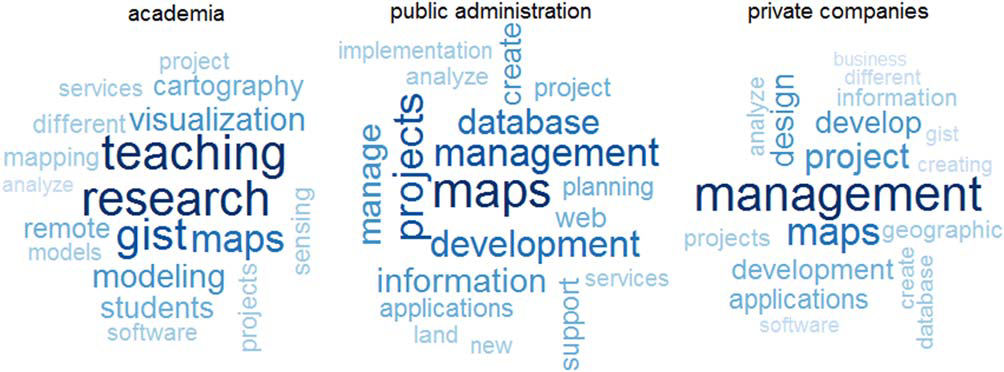 academia
project
services cartography
different visualization
mapping teaching
analyze
research
remote gist maps sensing
models
modeling
students projects
software
public administration
implementation create
analyze
project
database
manage projects management
maps planning
web
development
information services
applications support
land
new
private companies
business
different
analyze design information
develop gist
project creating
management
projects maps geographic
development create
applications database
software